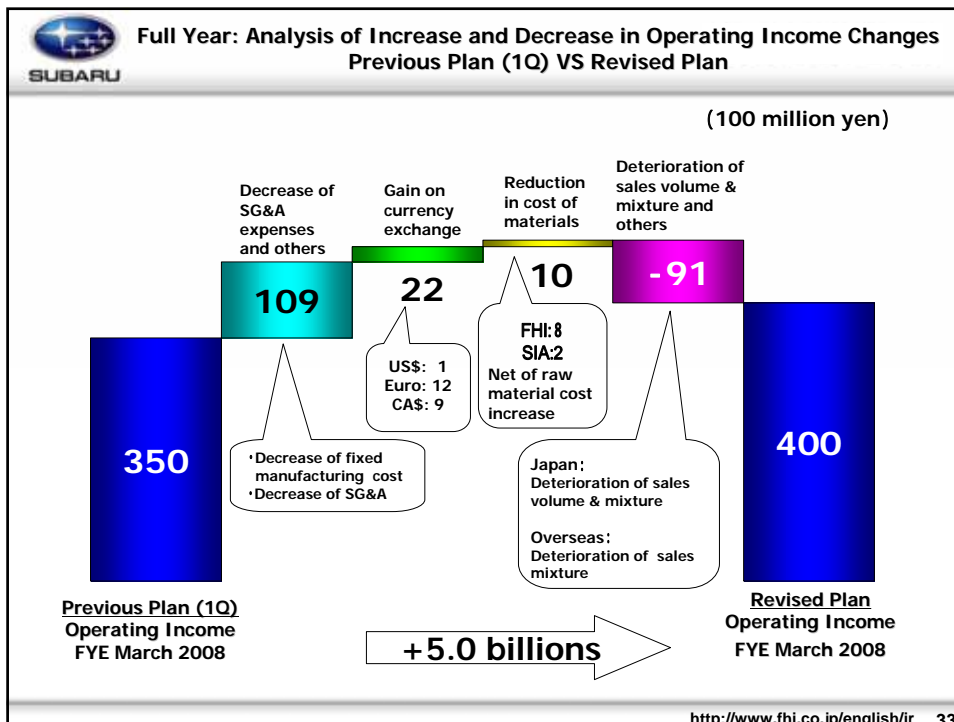 SUBARU
Full Year: Analysis of Increase and Decrease in Operating Income Changes
Previous Plan (1Q) VS Revised Plan
(100 million yen)
Decrease of
SG&A
expenses
and others
Gain on
currency
exchange
Reduction
in cost of
materials
Deterioration of
sales volume &
mixture and
others
109
22
10
-91
US$: 1
Euro: 12
CA$: 9
FHI: 8
SIA:2
Net of raw
material cost
increase
350
400
・Decrease of fixed
manufacturing cost
・Decrease of SG&A
Japan:
Deterioration of sales
volume & mixture
Overseas:
Deterioration of sales
mixture
Previous Plan (1Q)
Operating Income
FYE March 2008
+5.0 billions
Revised Plan
Operating Income
FYE March 2008
http://www.fhi.co.jp/english/ir 33